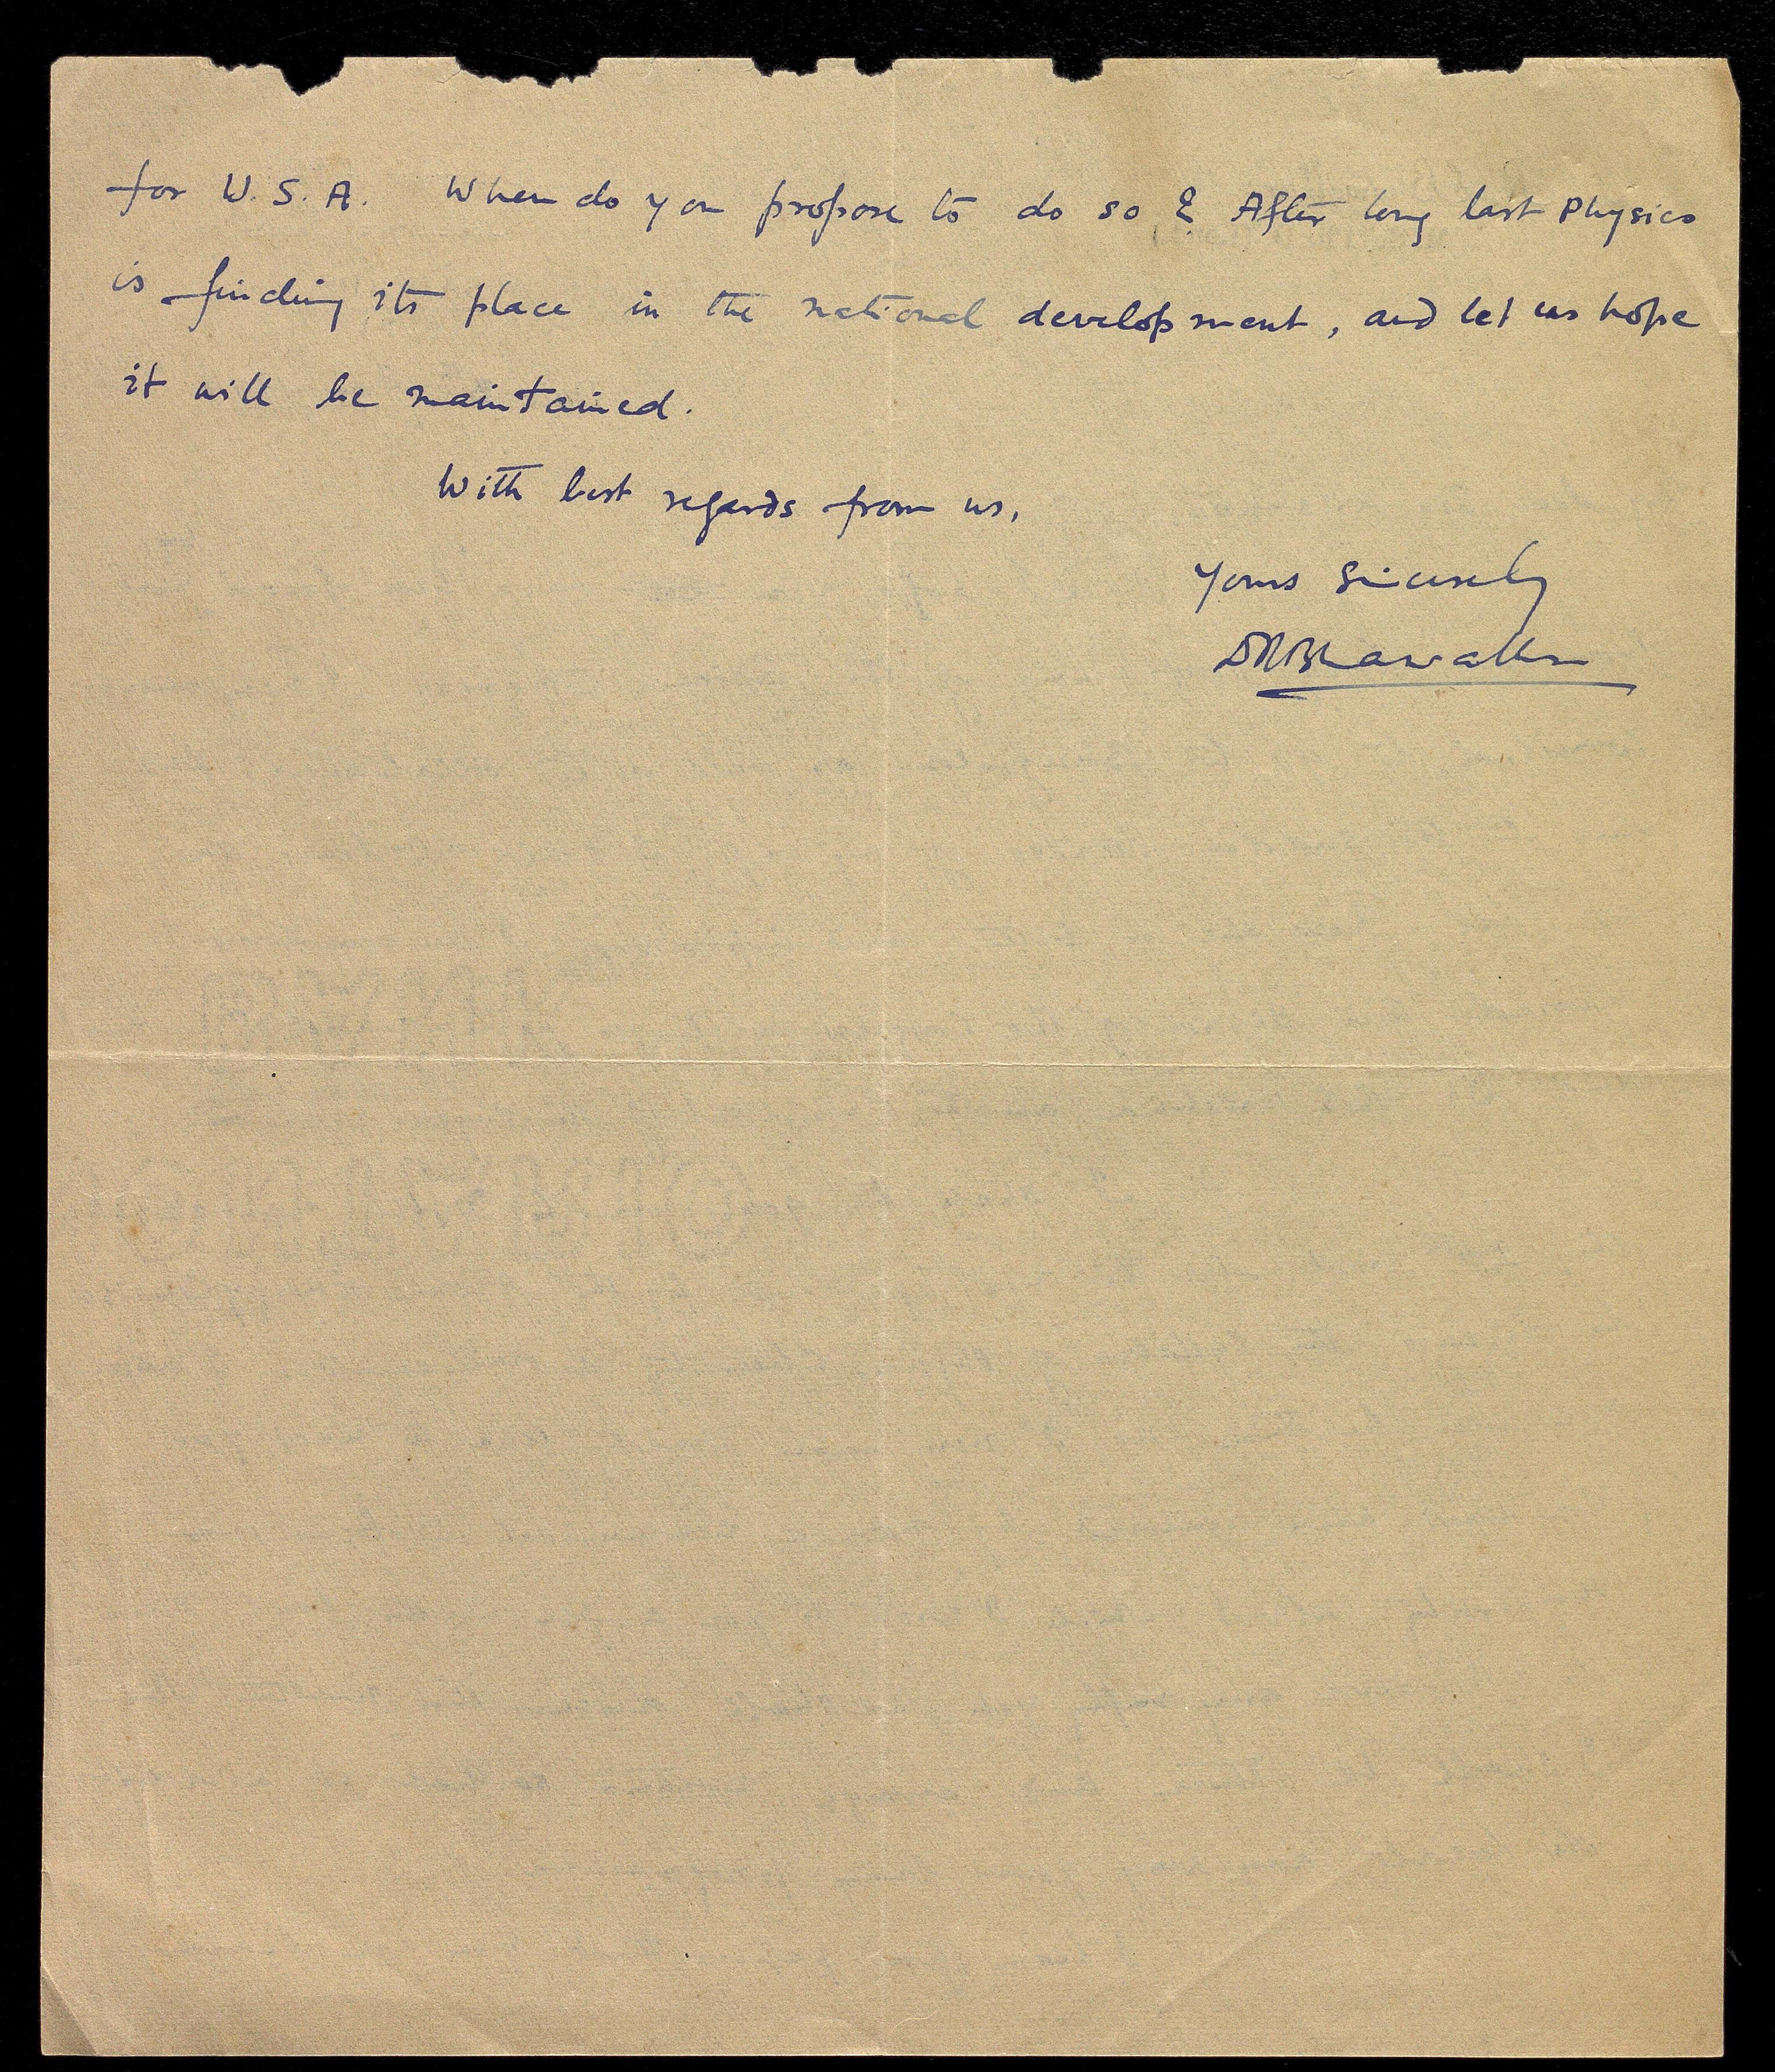 for U.S.A. When do you propose to do so? After long last Physics
is finding its place in the national development, and let us hope
it will be maintained.
With best regards from us,
Yours Sincerely
DRBhawalkar